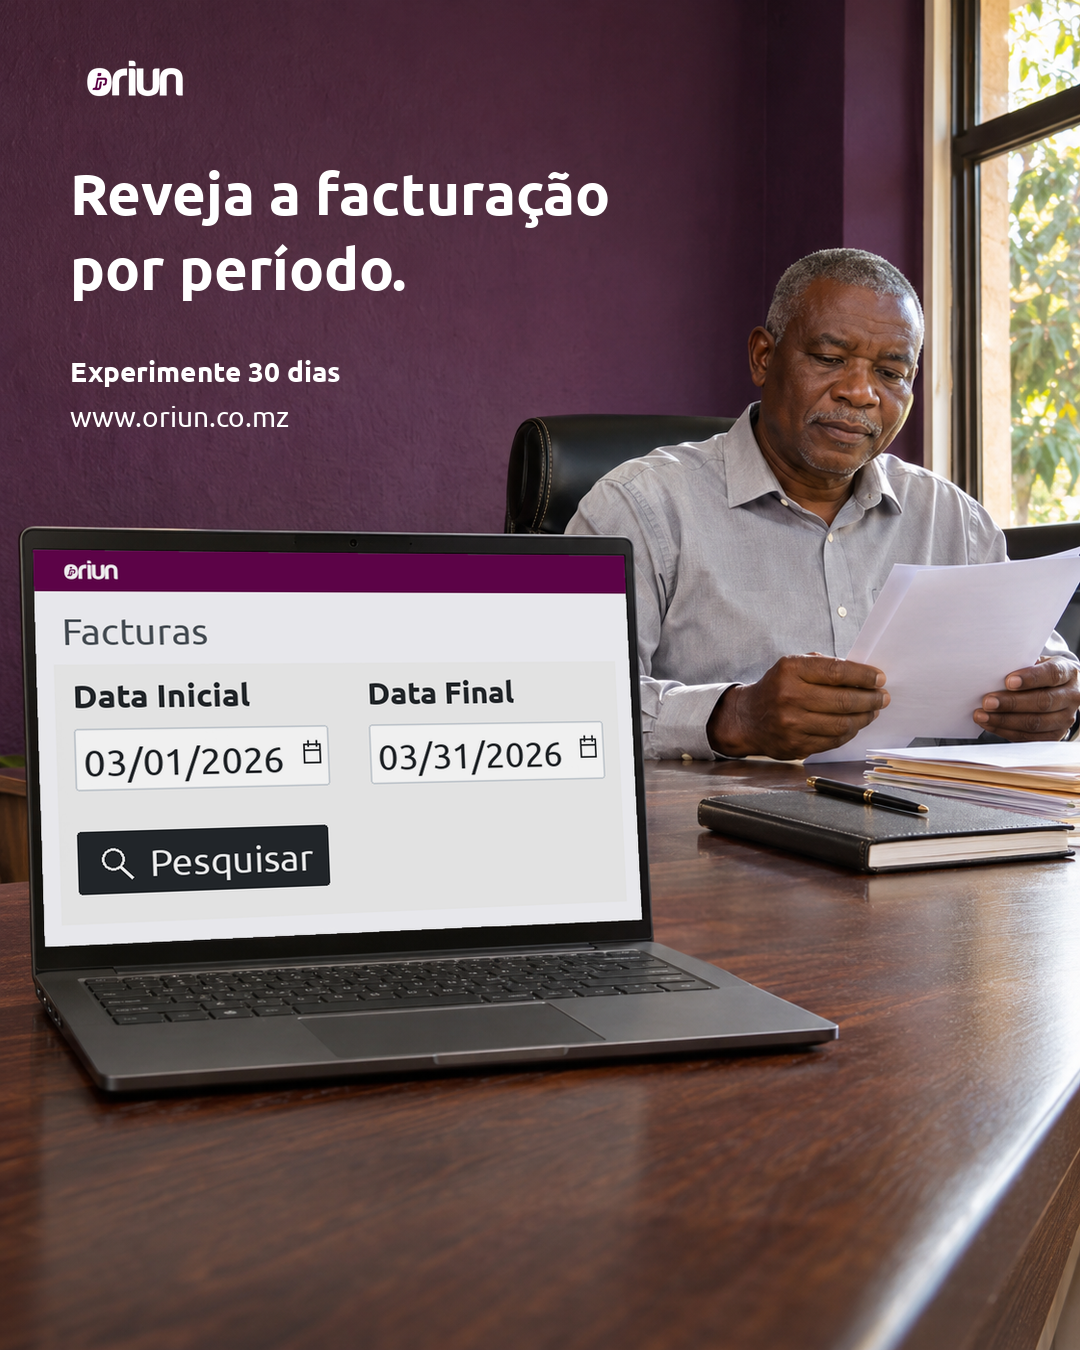 oriun
Reveja a facturação
por período.
Experimente 30 dias
www.oriun.co.mz
oriun
Facturas
Data Inicial
Data Final
03/01/2026
03/31/2026
Pesquisar